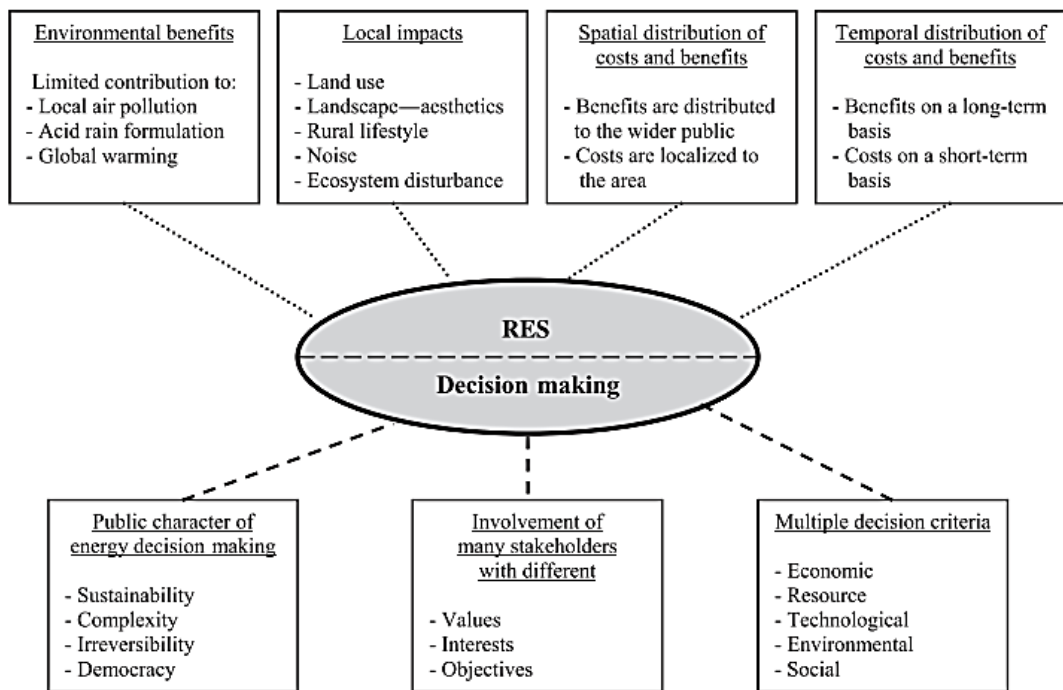 Environmental benefits
Limited contribution to:
- Local air pollution
- Acid rain formulation
- Global warming
Local impacts
- Land use
- Landscape—aesthetics
- Rural lifestyle
- Noise
- Ecosystem disturbance
Spatial distribution of
costs and benefits
- Benefits are distributed
to the wider public
- Costs are localized to
the area
Temporal distribution of
costs and benefits
- Benefits on a long-term
basis
- Costs on a short-term
basis
RES
Decision making
Public character of
energy decision making
- Sustainability
- Complexity
- Irreversibility
- Democracy
Involvement of
many stakeholders
with different
- Values
- Interests
- Objectives
Multiple decision criteria
- Economic
- Resource
- Technological
- Environmental
- Social